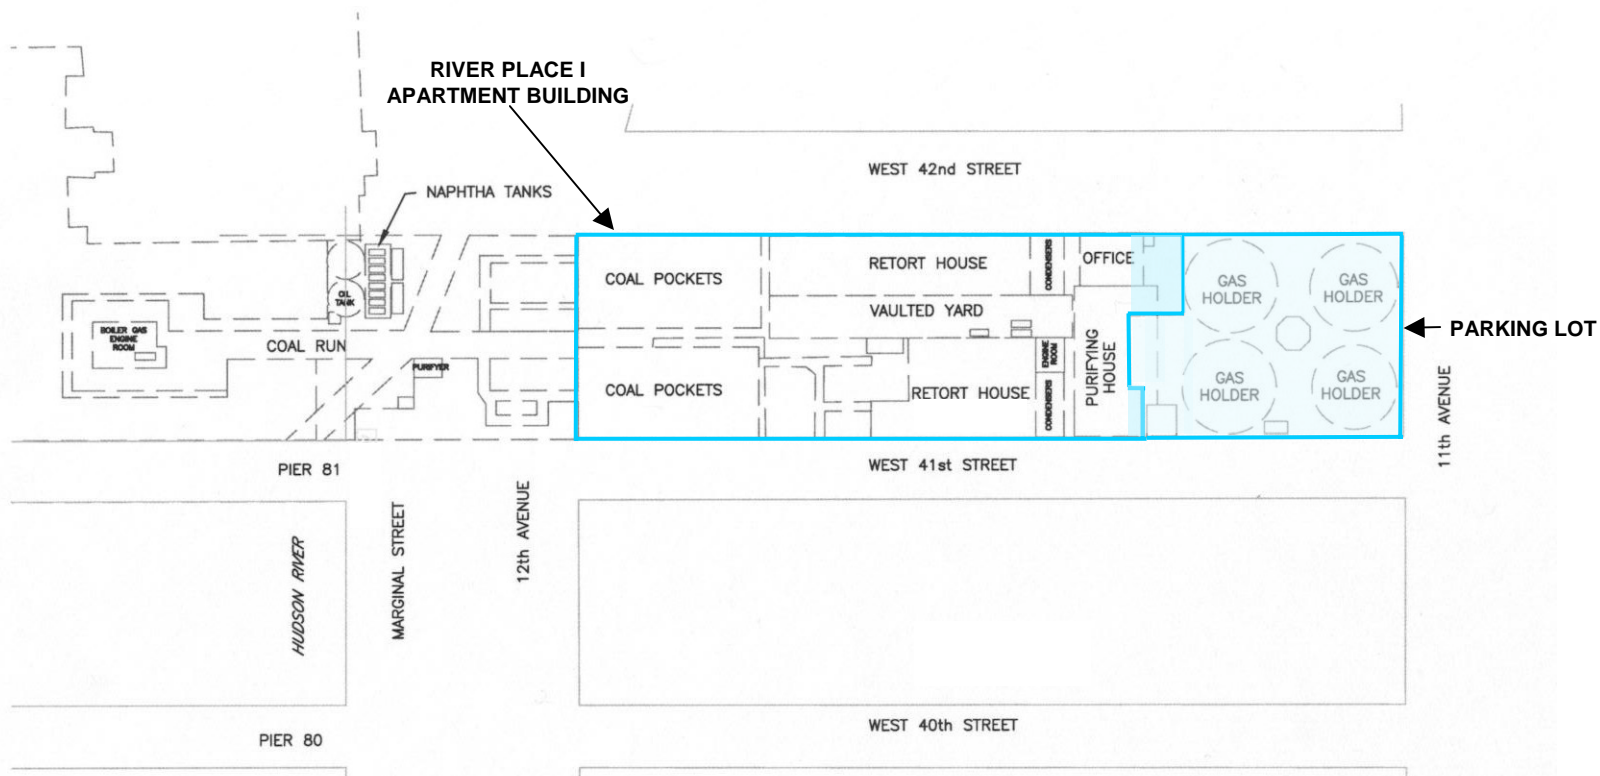 RIVER PLACE I
APARTMENT BUILDING
WEST 42nd STREET
NAPHTHA TANKS
COAL POCKETS
RETORT HOUSE
CONDENSERS
OFFICE
GAS
HOLDER
GAS
HOLDER
OIL
TANK
VAULTED YARD
BOILER GAS
ENGINE
ROOM
COAL RUN
PARKING LOT
PURIFYER
COAL POCKETS
RETORT HOUSE
ENGINE
ROOM
CONDENSERS
PURIFYING
HOUSE
GAS
HOLDER
GAS
HOLDER
11th AVENUE
PIER 81
WEST 41st STREET
HUDSON RIVER
MARGINAL STREET
12th AVENUE
WEST 40th STREET
PIER 80